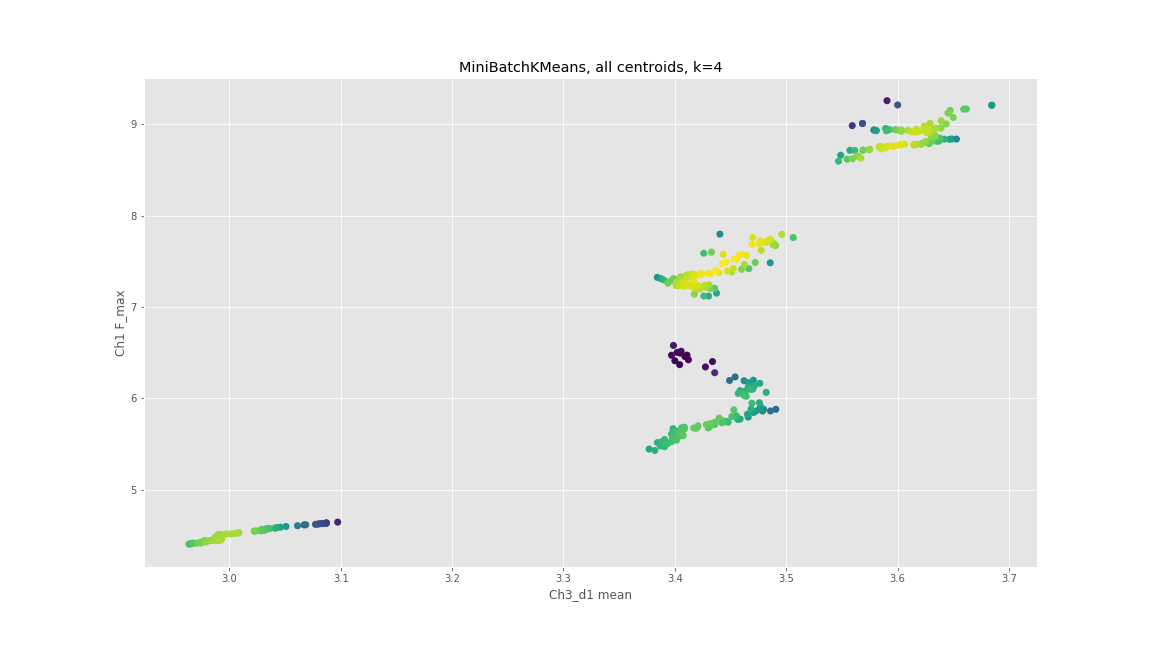 MiniBatchKMeans, all centroids, k=4
Ch1 F_max
9
8
7
6
5
3.0 3.1 3.2 3.3 3.4 3.5 3.6 3.7
Ch3_d1 mean